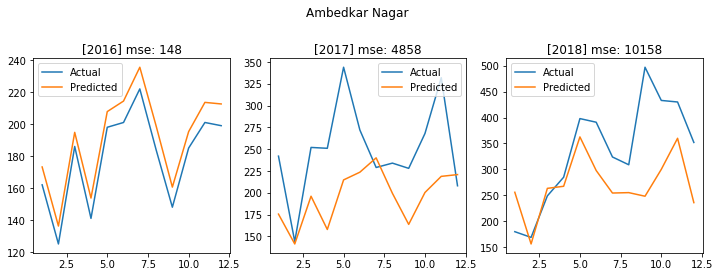 Ambedkar Nagar
[2016] mse: 148
[2017] mse: 4858
[2018] mse: 10158
Actual
Predicted
Actual
Predicted
Actual
Predicted
240
220
200
180
160
140
120
2.5 5.0 7.5 10.0 12.5
350
325
300
275
250
225
200
175
150
2.5 5.0 7.5 10.0 12.5
500
450
400
350
300
250
200
150
2.5 5.0 7.5 10.0 12.5